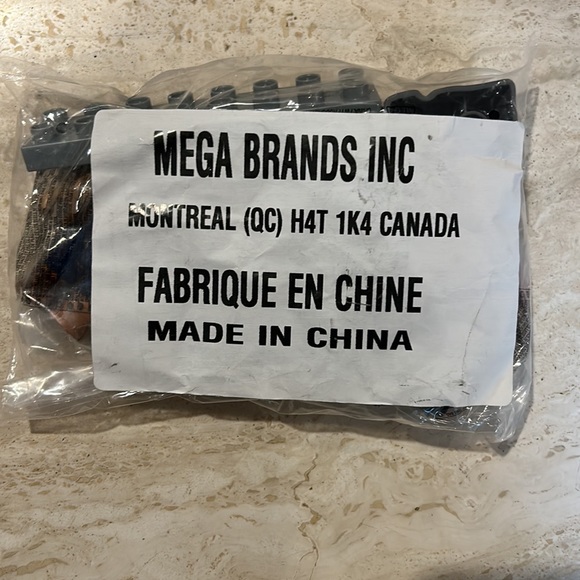 MEGA BRANDS INC
MONTREAL (QC) H4T 1K4 CANADA
FABRIQUE EN CHINE
MADE IN CHINA